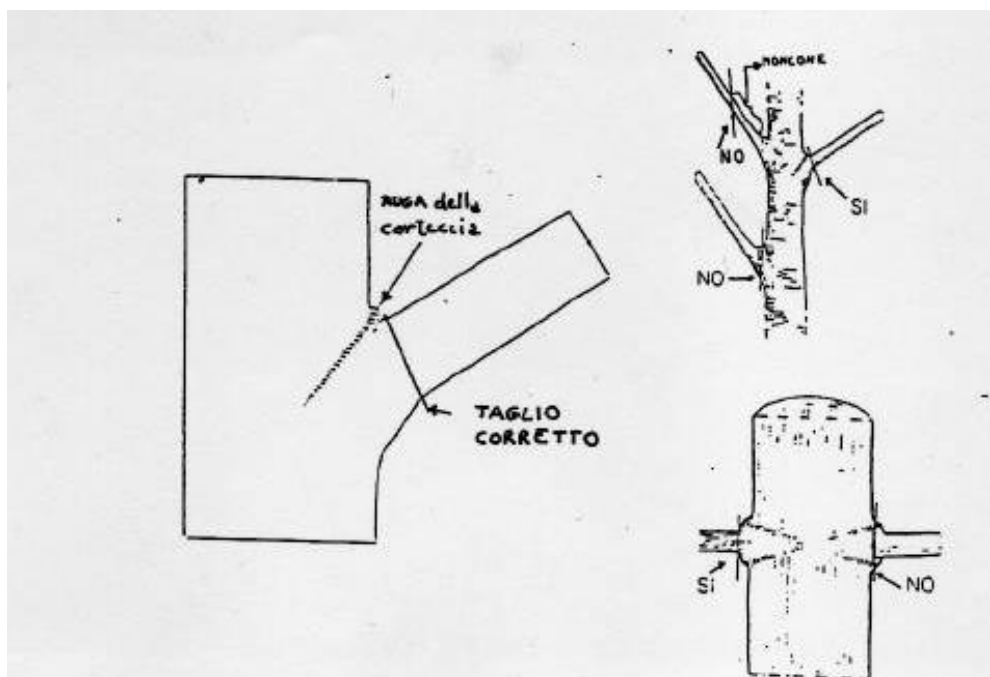 RUGA della
corteccia
TAGLIO
CORRETTO
MONCONE
NO
SI
NO
SI
NO